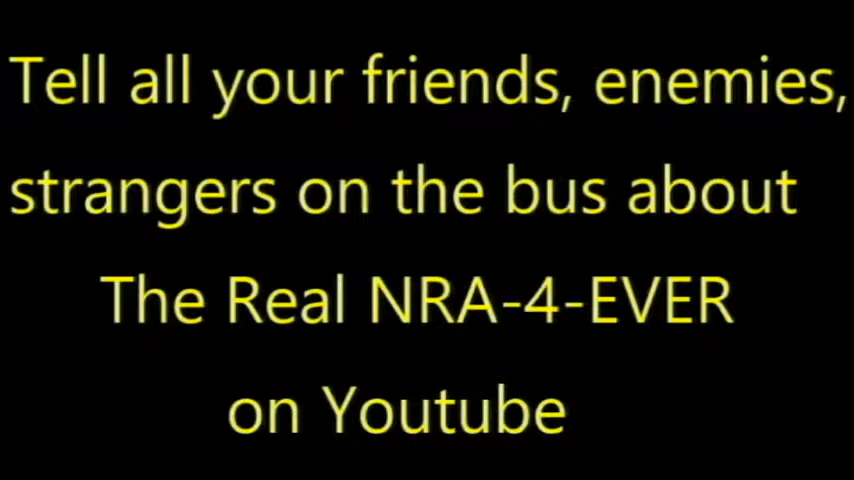 Tell all your friends, enemies,
strangers on the bus about
The Real NRA-4-EVER
on Youtube